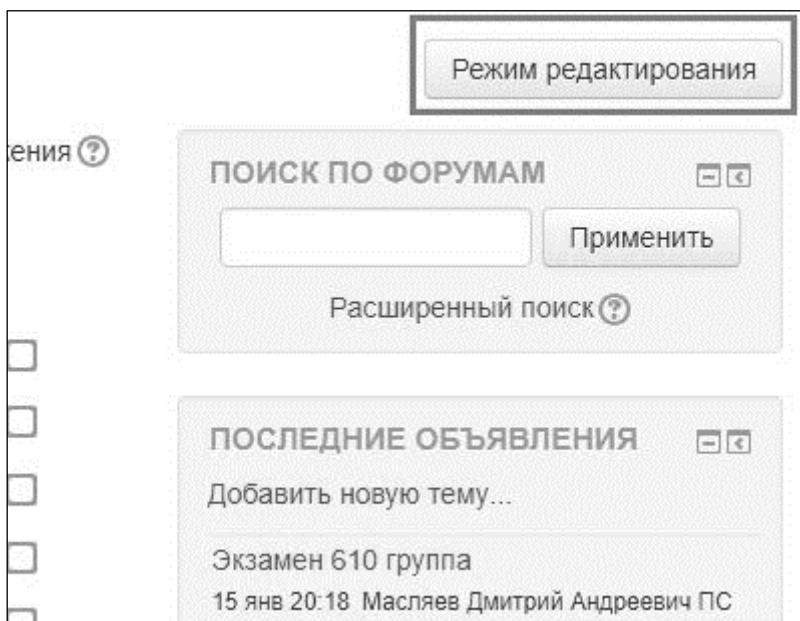 Режим редактирования
ения
ПОИСК ПО ФОРУМАМ
Применить
Расширенный поиск
ПОСЛЕДНИЕ ОБЪЯВЛЕНИЯ
Добавить новую тему...
Экзамен 610 группа
15 янв 20:18 Масляев Дмитрий Андреевич ПС